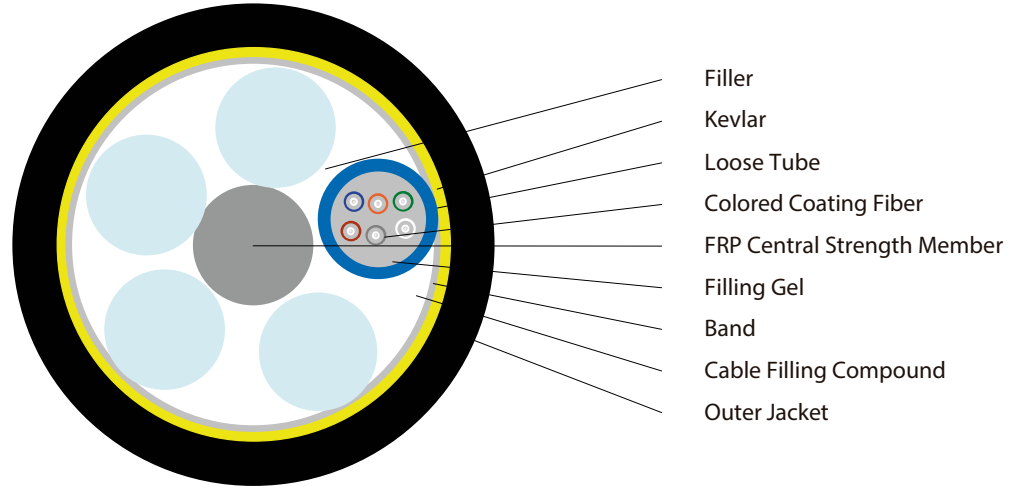 Filler
Kevlar
Loose Tube
Colored Coating Fiber
FRP Central Strength Member
Filling Gel
Band
Cable Filling Compound
Outer Jacket